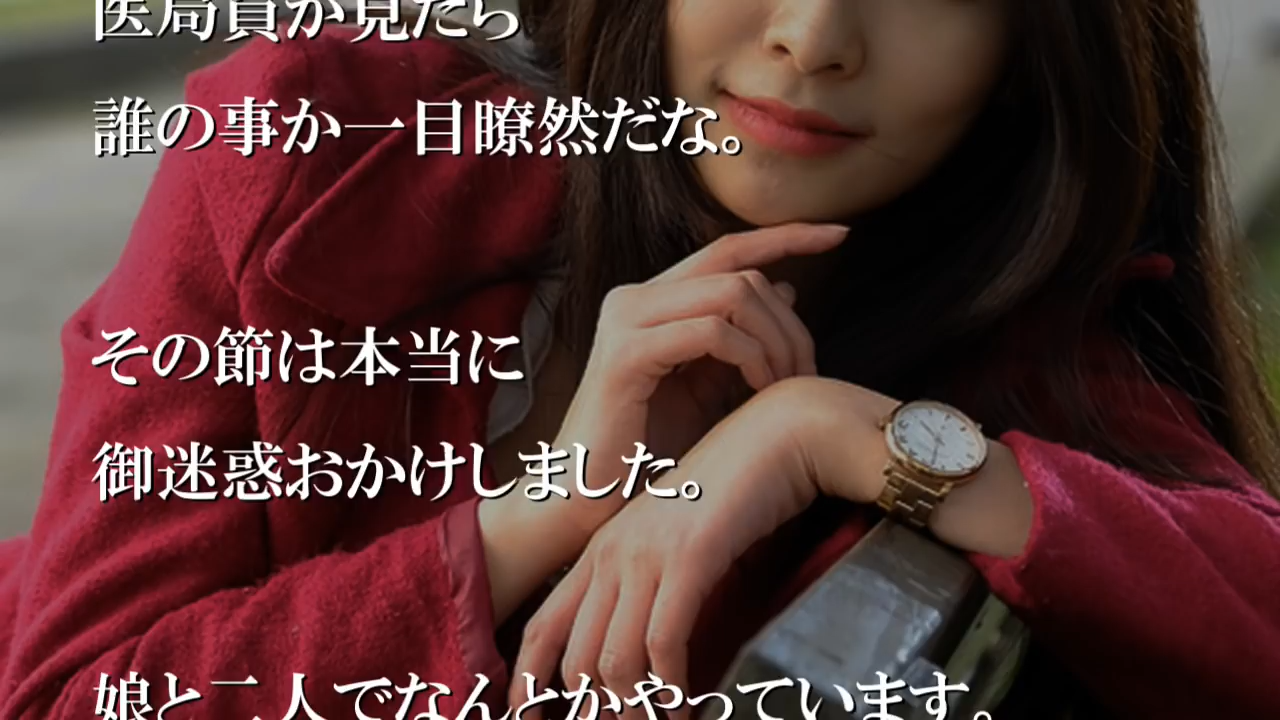 医局員が見たら
誰の事か一目瞭然だな。
その節は本当に
御迷惑おかけしました。
娘と二人でなんとかやっています。